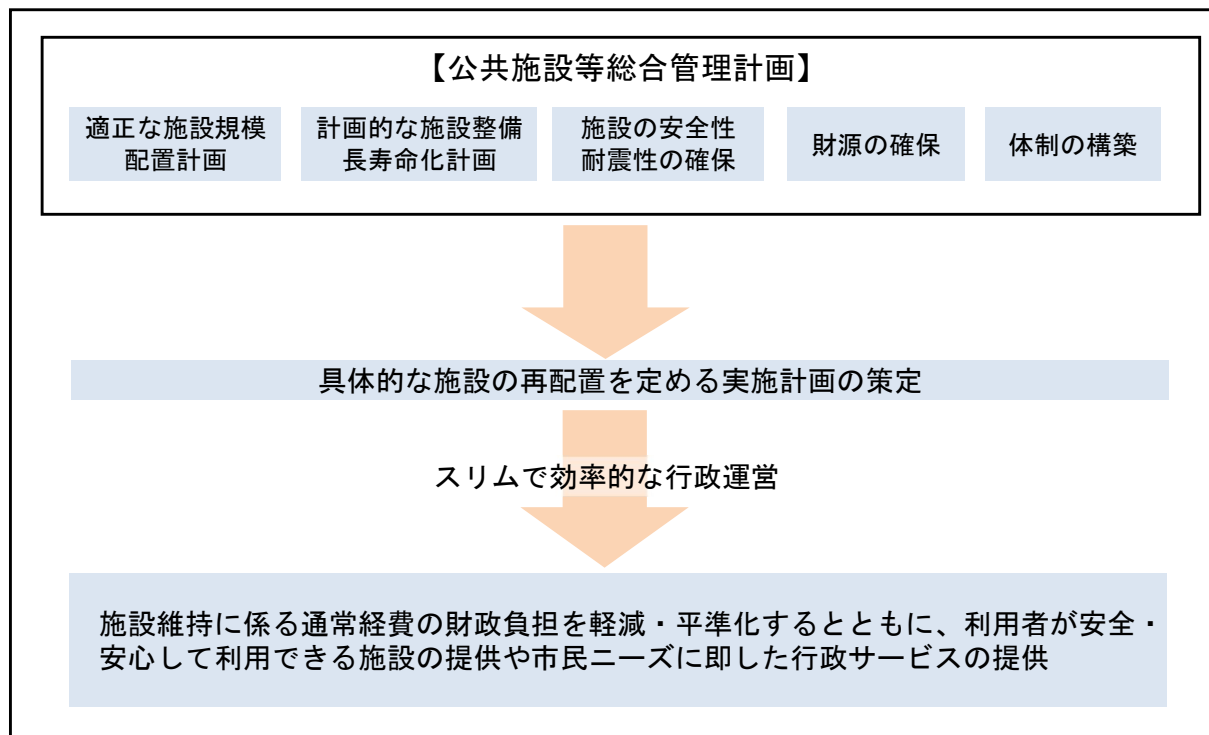 【公共施設等総合管理計画】
適正な施設規模
配置計画
計画的な施設整備
長寿命化計画
施設の安全性
耐震性の確保
財源の確保
体制の構築
具体的な施設の再配置を定める実施計画の策定
スリムで効率的な行政運営
施設維持に係る通常経費の財政負担を軽減・平準化するとともに、利用者が安全・
安心して利用できる施設の提供や市民ニーズに即した行政サービスの提供